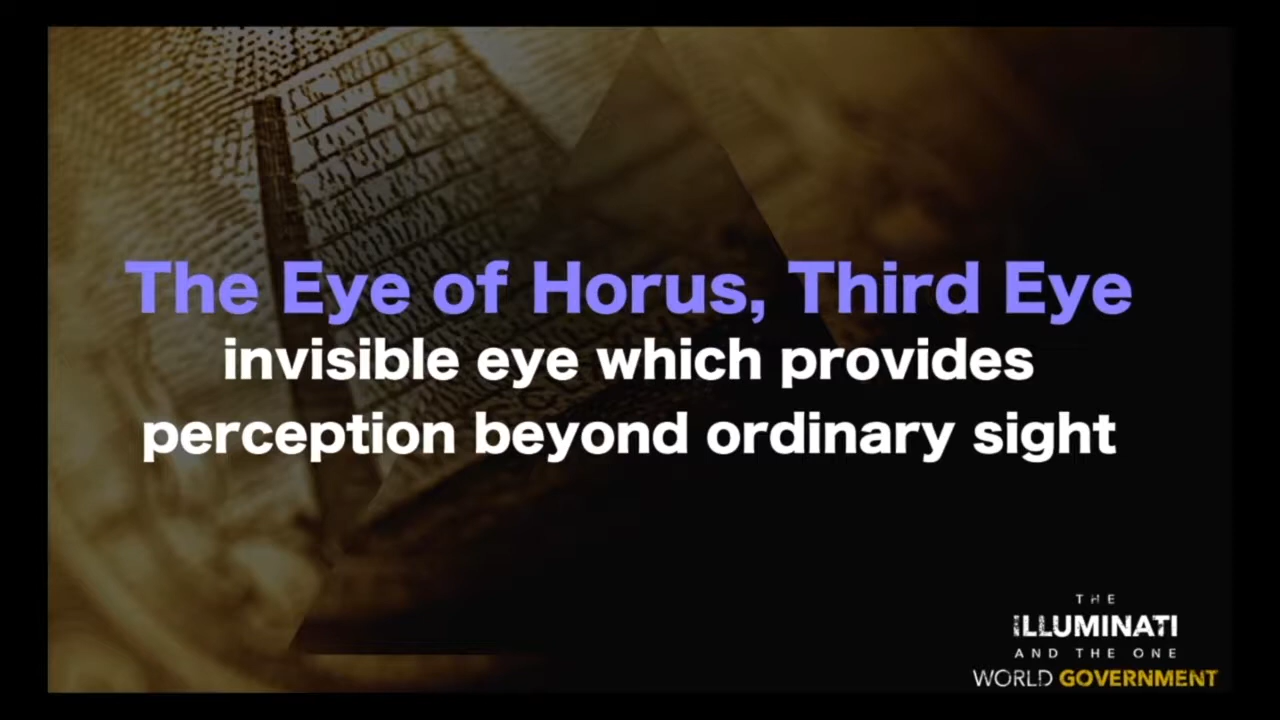 The Eye of Horus, Third Eye
invisible eye which provides
perception beyond ordinary sight
THE
ILLUMINATI
AND THE ONE
WORLD GOVERNMENT